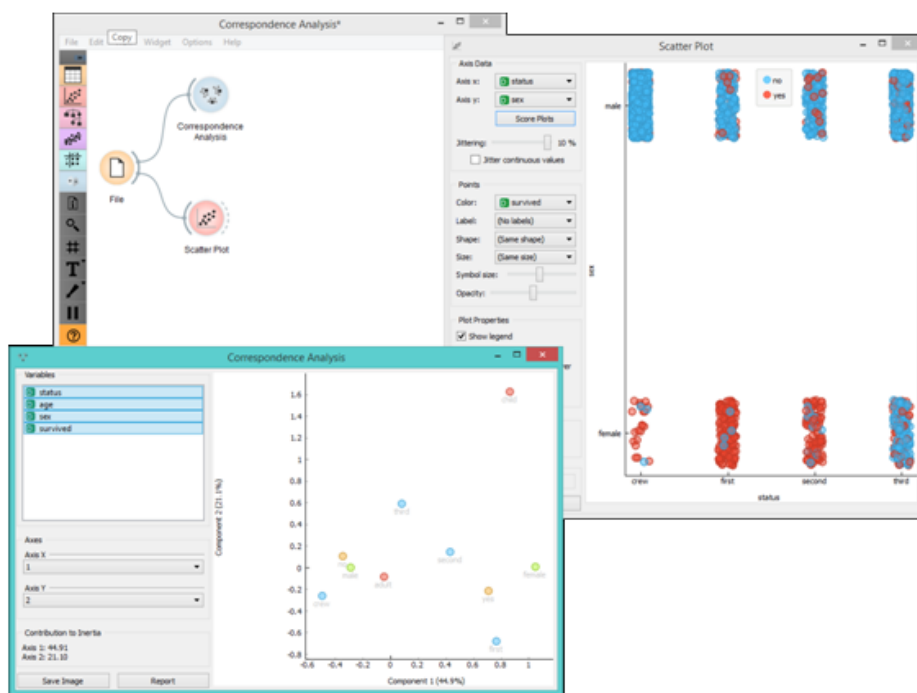 Correspondence Analysis*
File Edit Copy Widget Options Help
Correspondence
Analysis
File
Scatter Plot
Scatter Plot
Axis Data
Axis x: status
Axis y: sex
Score Plots
Jittering: 10 %
Jitter continuous values
Points
Color: survived
Label: (No labels)
Shape: (Same shape)
Size: (Same size)
Symbol size:
Opacity:
Plot Properties
Show legend
no
yes
male
female
sex
crew first second third
status
Correspondence Analysis
Variables
status
age
sex
survived
Axes
Axis X
1
Axis Y
2
Contribution to Inertia
Axis 1: 44.91
Axis 2: 21.10
Save Image Report
Component 2 (21.1%)
1.6
1.4
1.2
1
0.8
0.6
0.4
0.2
0
-0.2
-0.4
-0.6
-0.8
child
third
second
no
male
adult
female
crew
yes
first
-0.6 -0.4 -0.2 0 0.2 0.4 0.6 0.8 1
Component 1 (44.9%)